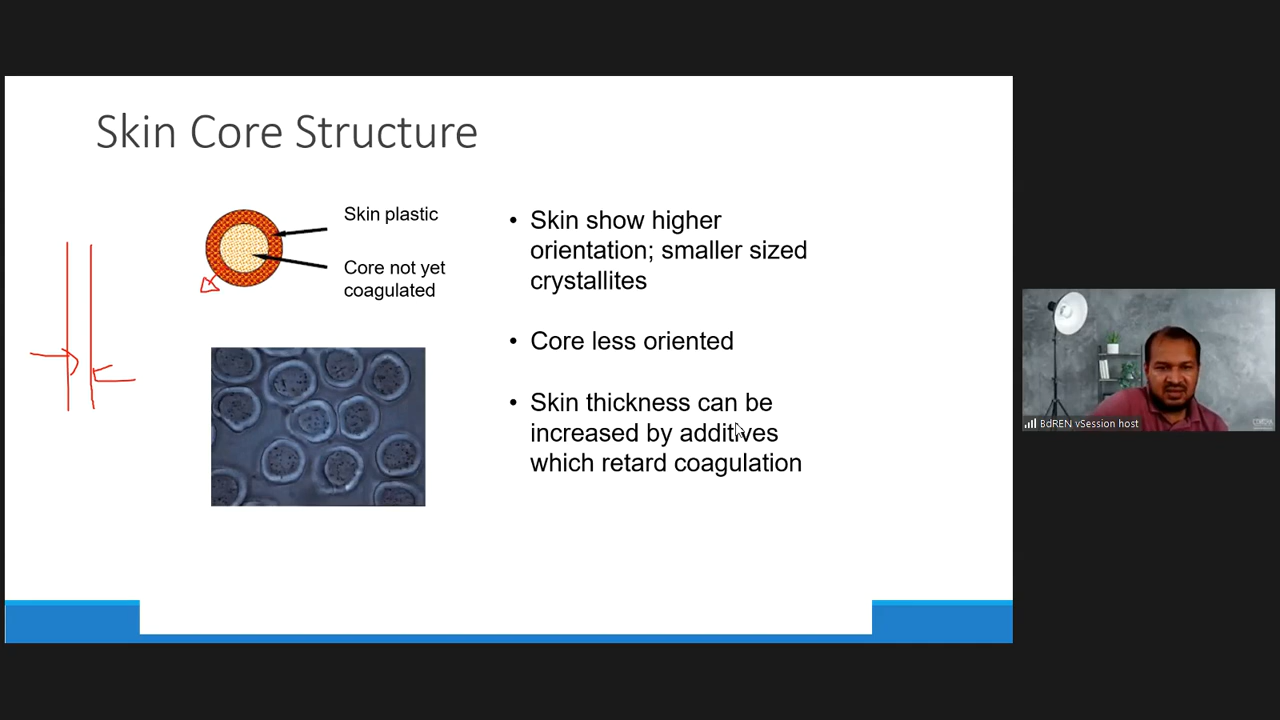 Skin Core Structure
Skin plastic
Core not yet
coagulated
• Skin show higher
orientation; smaller sized
crystallites
• Core less oriented
• Skin thickness can be
increased by additives
which retard coagulation
BdREN vSession host